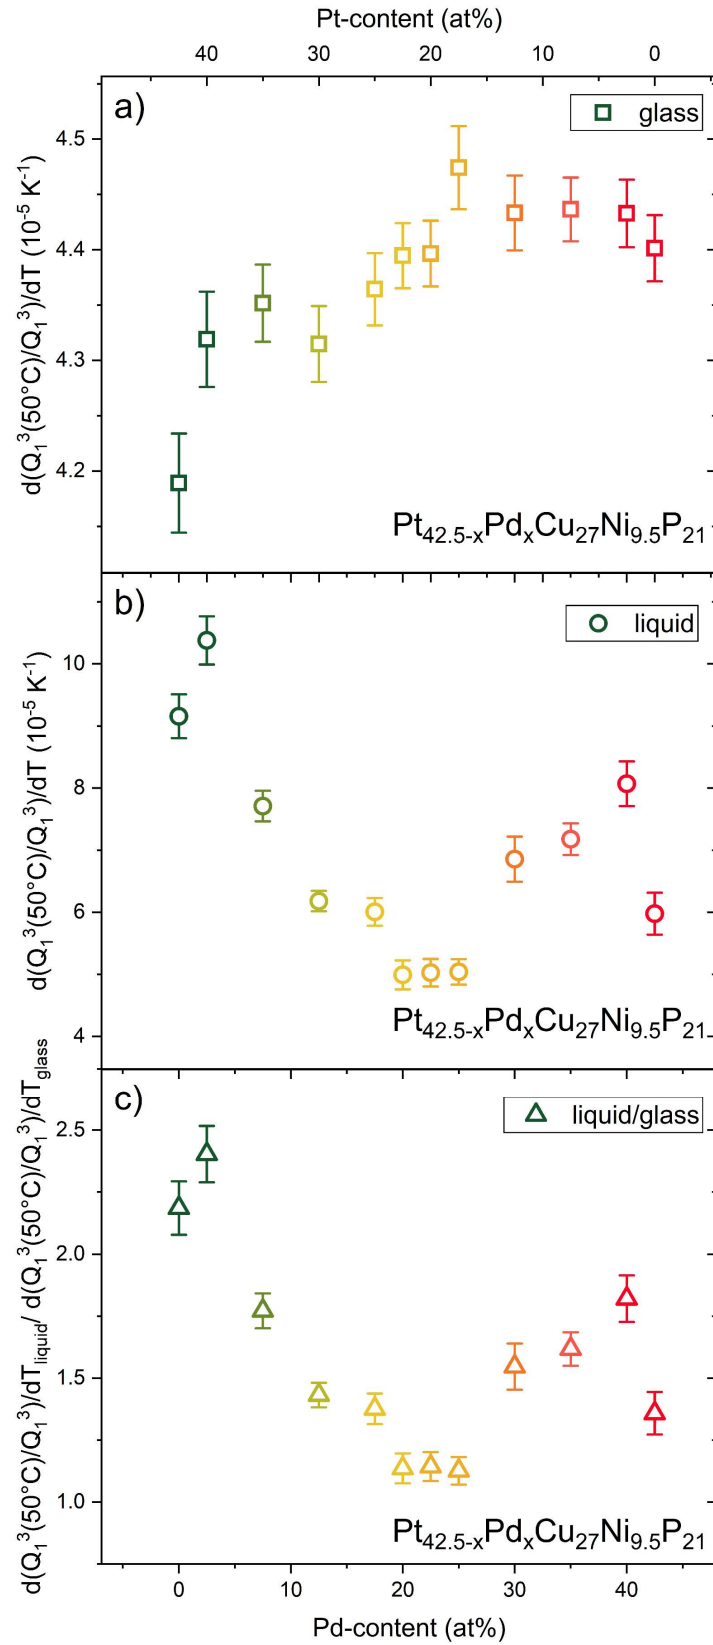 Pt-content (at%)
40 30 20 10 0
a)
glass
4.5
4.4
4.3
4.2
d(Q₁³(50°C)/Q₁³)/dT (10⁻⁵ K⁻¹)
Pt₄₂.₅₋ₓPdₓCu₂₇Ni₉.₅P₂₁
b)
liquid
10
8
6
4
d(Q₁³(50°C)/Q₁³)/dT (10⁻⁵ K⁻¹)
Pt₄₂.₅₋ₓPdₓCu₂₇Ni₉.₅P₂₁
c)
liquid/glass
2.5
2.0
1.5
1.0
d(Q₁³(50°C)/Q₁³)/dT_liquid/ d(Q₁³(50°C)/Q₁³)/dT_glass
Pt₄₂.₅₋ₓPdₓCu₂₇Ni₉.₅P₂₁
0 10 20 30 40
Pd-content (at%)